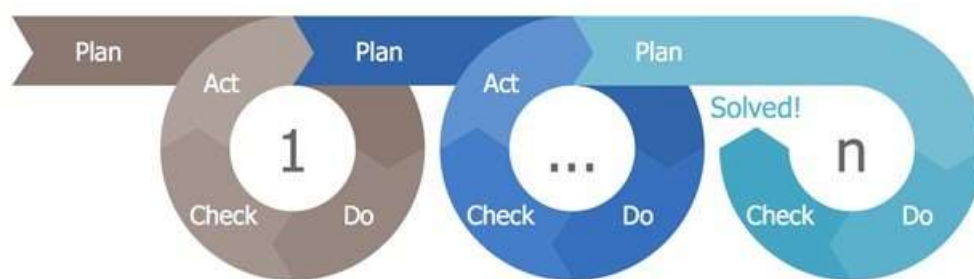 Plan Plan Plan
Act Act Solved!
1 ... n
Check Do Check Do Check Do